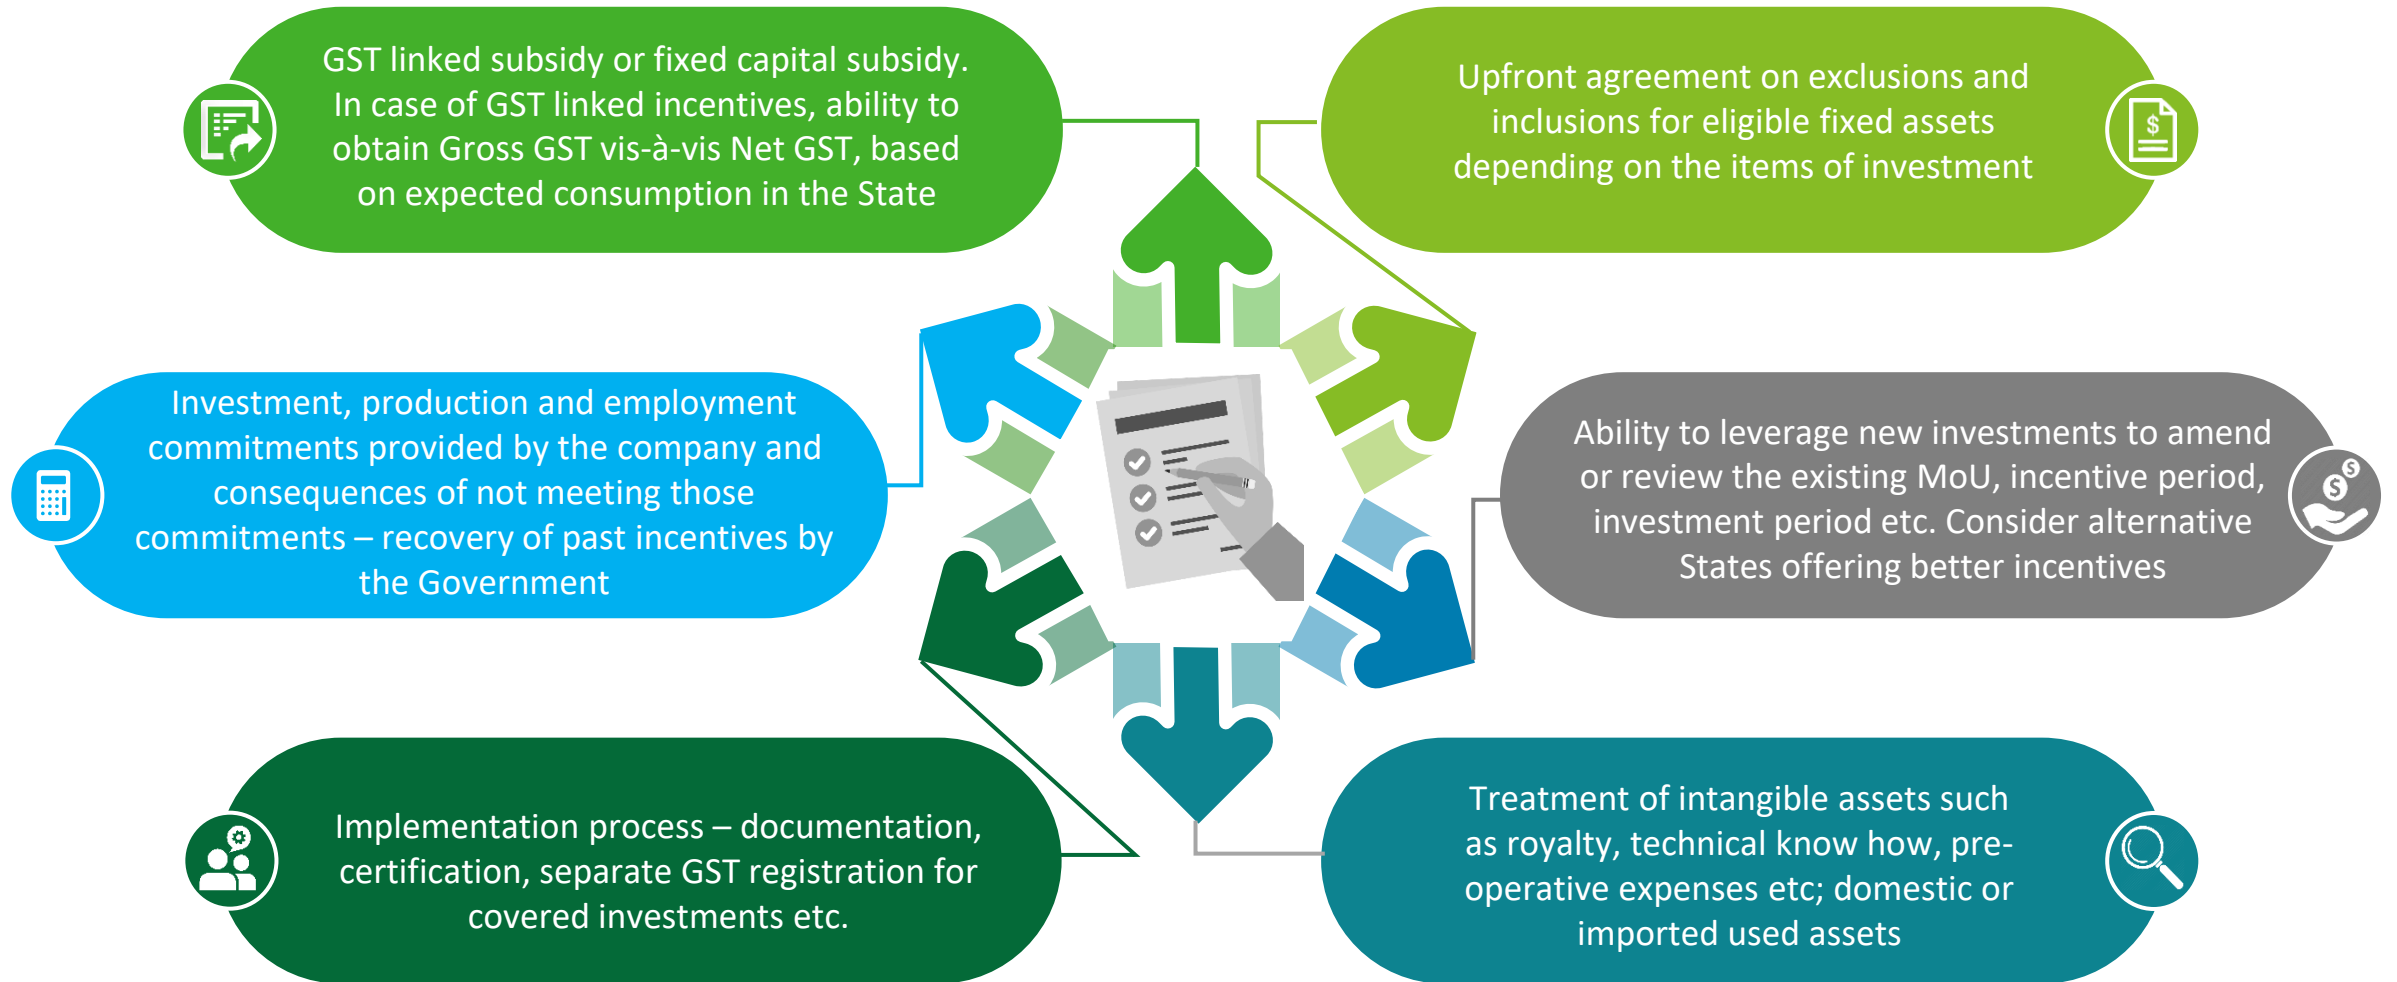 GST linked subsidy or fixed capital subsidy.
In case of GST linked incentives, ability to
obtain Gross GST vis-à-vis Net GST, based
on expected consumption in the State
Upfront agreement on exclusions and
inclusions for eligible fixed assets
depending on the items of investment
Investment, production and employment
commitments provided by the company and
consequences of not meeting those
commitments – recovery of past incentives by
the Government
Ability to leverage new investments to amend
or review the existing MoU, incentive period,
investment period etc. Consider alternative
States offering better incentives
Implementation process – documentation,
certification, separate GST registration for
covered investments etc.
Treatment of intangible assets such
as royalty, technical know how, pre-
operative expenses etc; domestic or
imported used assets